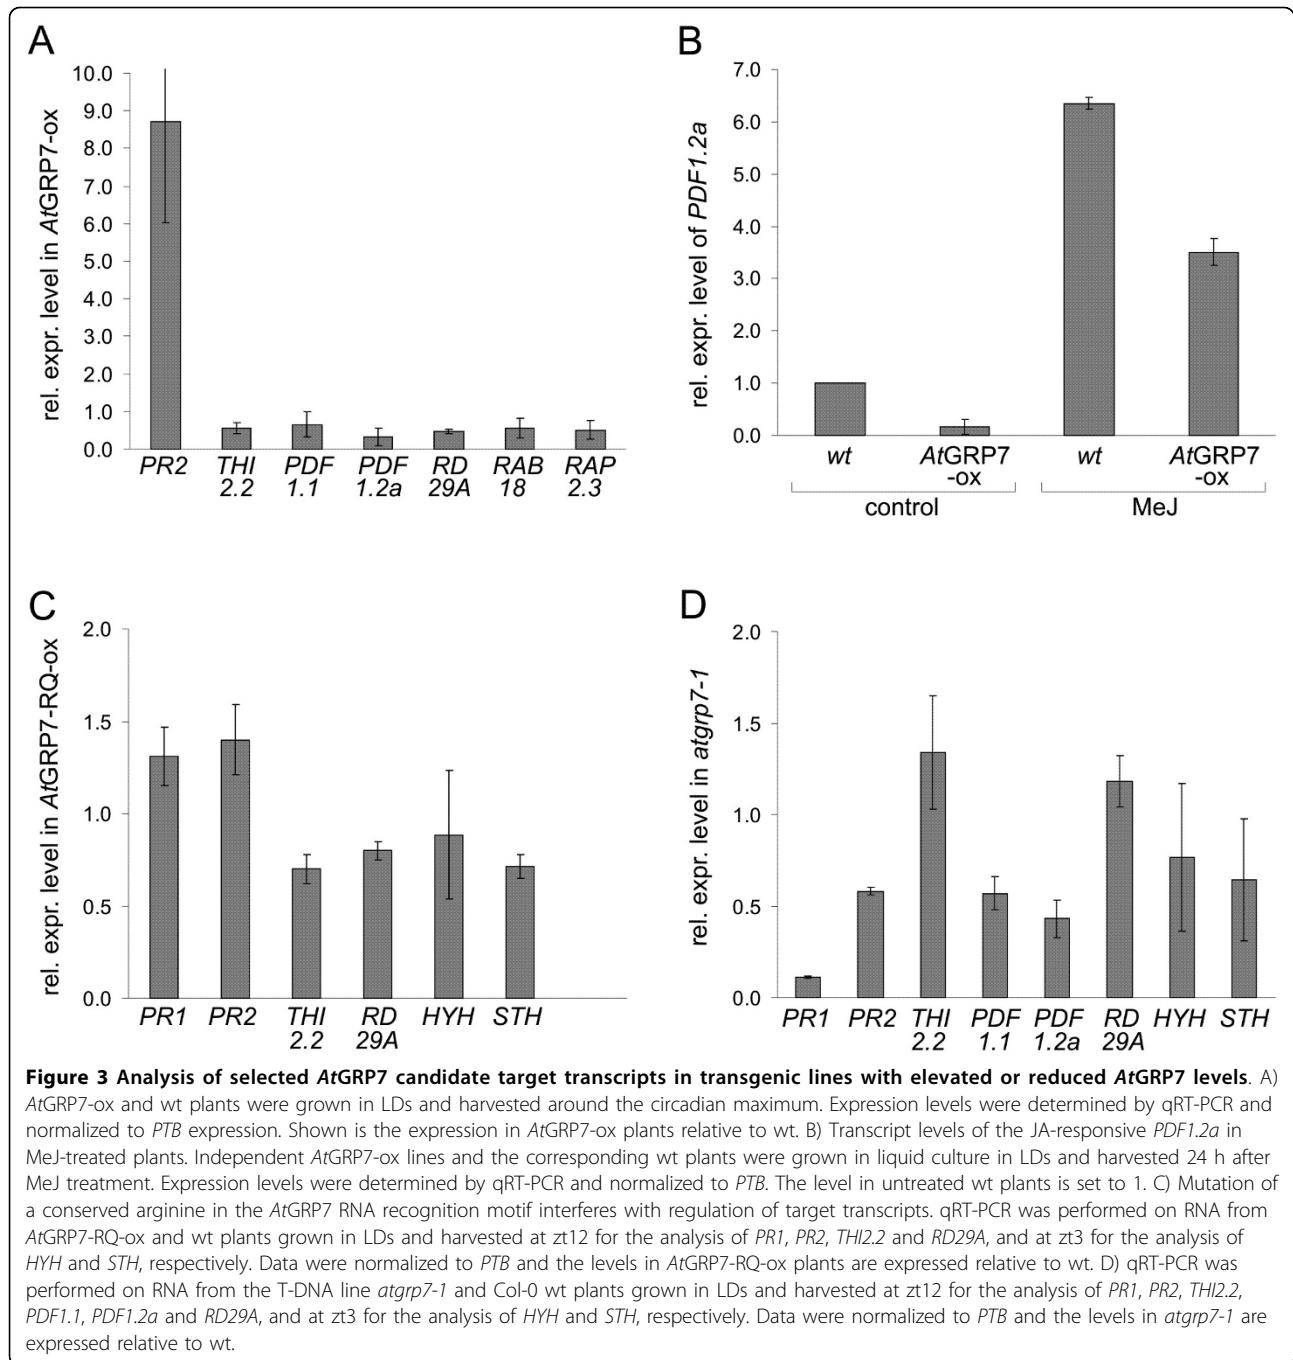 A
rel. expr. level in AtGRP7-ox
10.0
9.0
8.0
7.0
6.0
5.0
4.0
3.0
2.0
1.0
0.0
PR2 THI PDF PDF RD RAB RAP
2.2 1.1 1.2a 29A 18 2.3
B
rel. expr. level of PDF1.2a
7.0
6.0
5.0
4.0
3.0
2.0
1.0
0.0
wt AtGRP7 wt AtGRP7
-ox -ox
control MeJ
C
rel. expr. level in AtGRP7-RQ-ox
2.0
1.5
1.0
0.5
0.0
PR1 PR2 THI RD HYH STH
2.2 29A
D
rel. expr. level in atgrp7-1
2.0
1.5
1.0
0.5
0.0
PR1 PR2 THI PDF PDF RD HYH STH
2.2 1.1 1.2a 29A
Figure 3 Analysis of selected AtGRP7 candidate target transcripts in transgenic lines with elevated or reduced AtGRP7 levels. A)
AtGRP7-ox and wt plants were grown in LDs and harvested around the circadian maximum. Expression levels were determined by qRT-PCR and
normalized to PTB expression. Shown is the expression in AtGRP7-ox plants relative to wt. B) Transcript levels of the JA-responsive PDF1.2a in
MeJ-treated plants. Independent AtGRP7-ox lines and the corresponding wt plants were grown in liquid culture in LDs and harvested 24 h after
MeJ treatment. Expression levels were determined by qRT-PCR and normalized to PTB. The level in untreated wt plants is set to 1. C) Mutation of
a conserved arginine in the AtGRP7 RNA recognition motif interferes with regulation of target transcripts. qRT-PCR was performed on RNA from
AtGRP7-RQ-ox and wt plants grown in LDs and harvested at zt12 for the analysis of PR1, PR2, THI2.2 and RD29A, and at zt3 for the analysis of
HYH and STH, respectively. Data were normalized to PTB and the levels in AtGRP7-RQ-ox plants are expressed relative to wt. D) qRT-PCR was
performed on RNA from the T-DNA line atgrp7-1 and Col-0 wt plants grown in LDs and harvested at zt12 for the analysis of PR1, PR2, THI2.2,
PDF1.1, PDF1.2a and RD29A, and at zt3 for the analysis of HYH and STH, respectively. Data were normalized to PTB and the levels in atgrp7-1 are
expressed relative to wt.